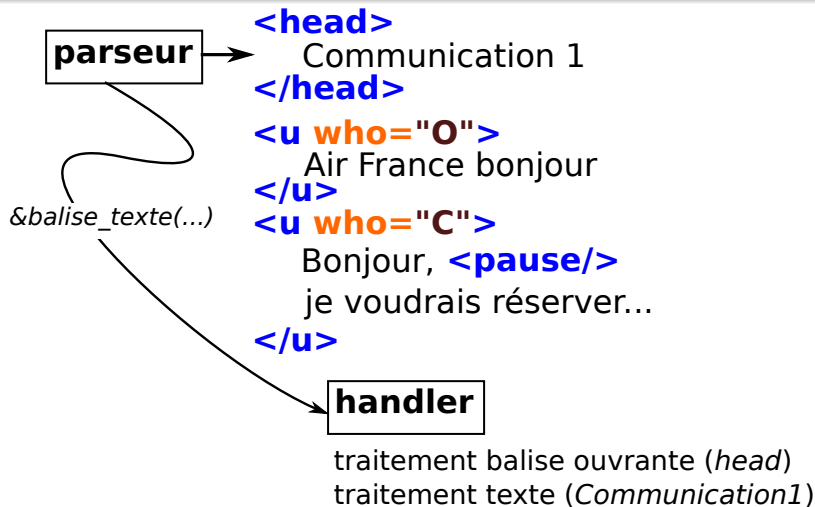 <head>
parseur
Communication 1
</head>
<u who="O">
Air France bonjour
</u>
&balise_texte(...)
<u who="C">
Bonjour, <pause/>
je voudrais réserver...
</u>
handler
traitement balise ouvrante (head)
traitement texte (Communication1)